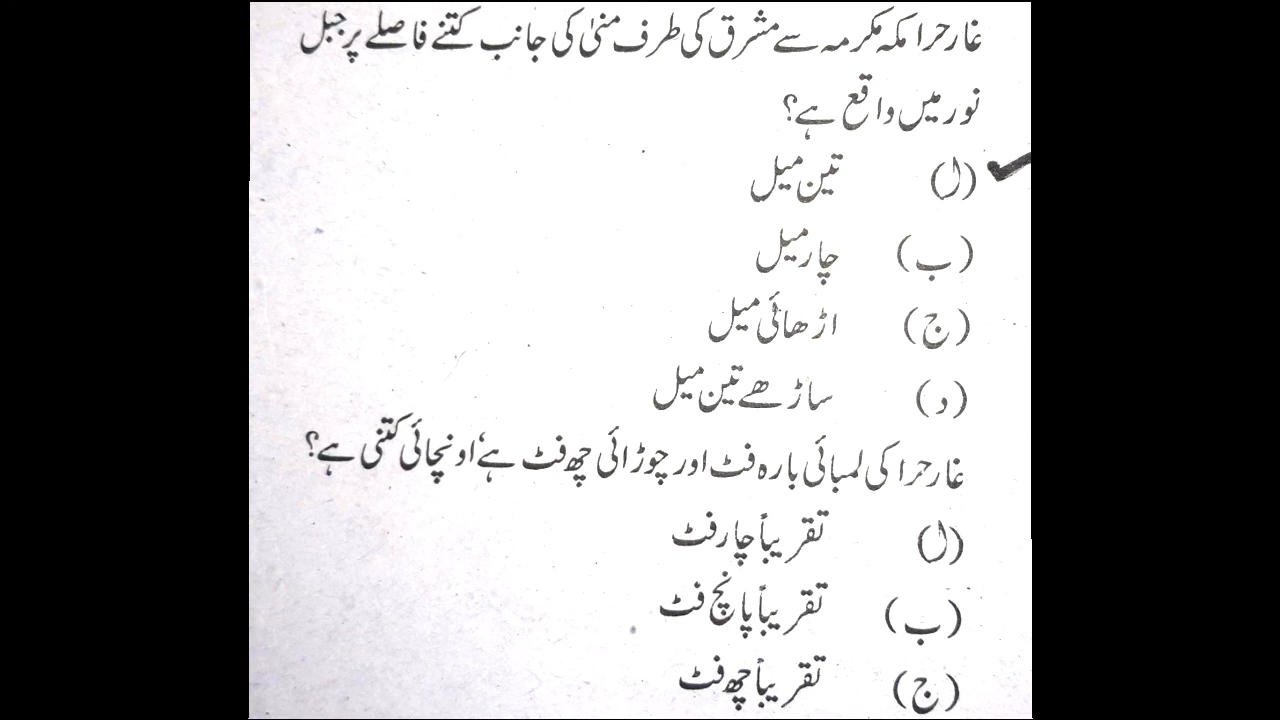 غار حرا مکہ مکرمہ سے مشرق کی طرف منیٰ کی جانب کتنے فاصلے پر جبل
نور میں واقع ہے؟
(ل) تین میل
(ب) چار میل
(ج) اڑھائی میل
(د) ساڑھے تین میل
غار حرا کی لمبائی بارہ فٹ اور چوڑائی چھ فٹ ہے، اونچائی کتنی ہے؟
(ل) تقریباً چار فٹ
(ب) تقریباً پانچ فٹ
(ج) تقریباً چھ فٹ